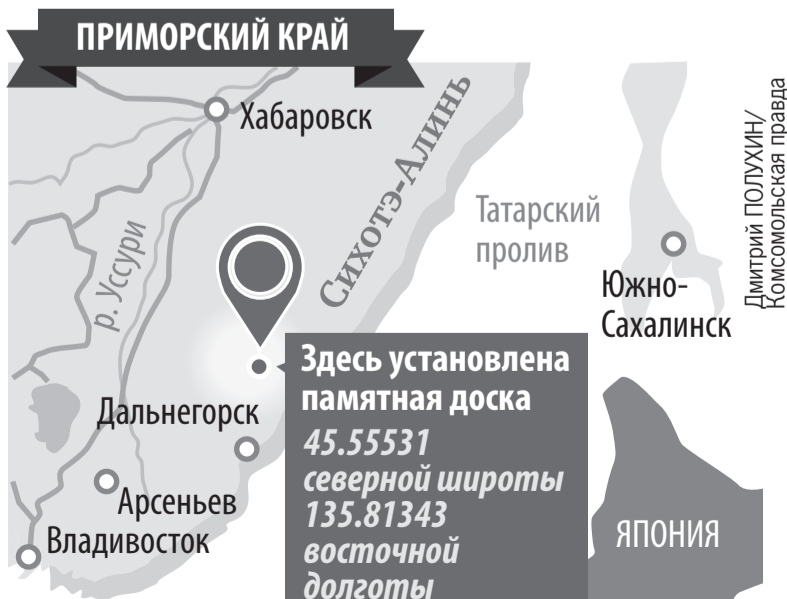 ПРИМОРСКИЙ КРАЙ
Хабаровск
Сихотэ-Алинь
р. Уссури
Татарский
пролив
Южно-
Сахалинск
Дмитрий ПОЛУХИН/
Комсомольская правда
Здесь установлена
памятная доска
45.55531
северной широты
135.81343
восточной
долготы
Дальнегорск
Арсеньев
Владивосток
ЯПОНИЯ